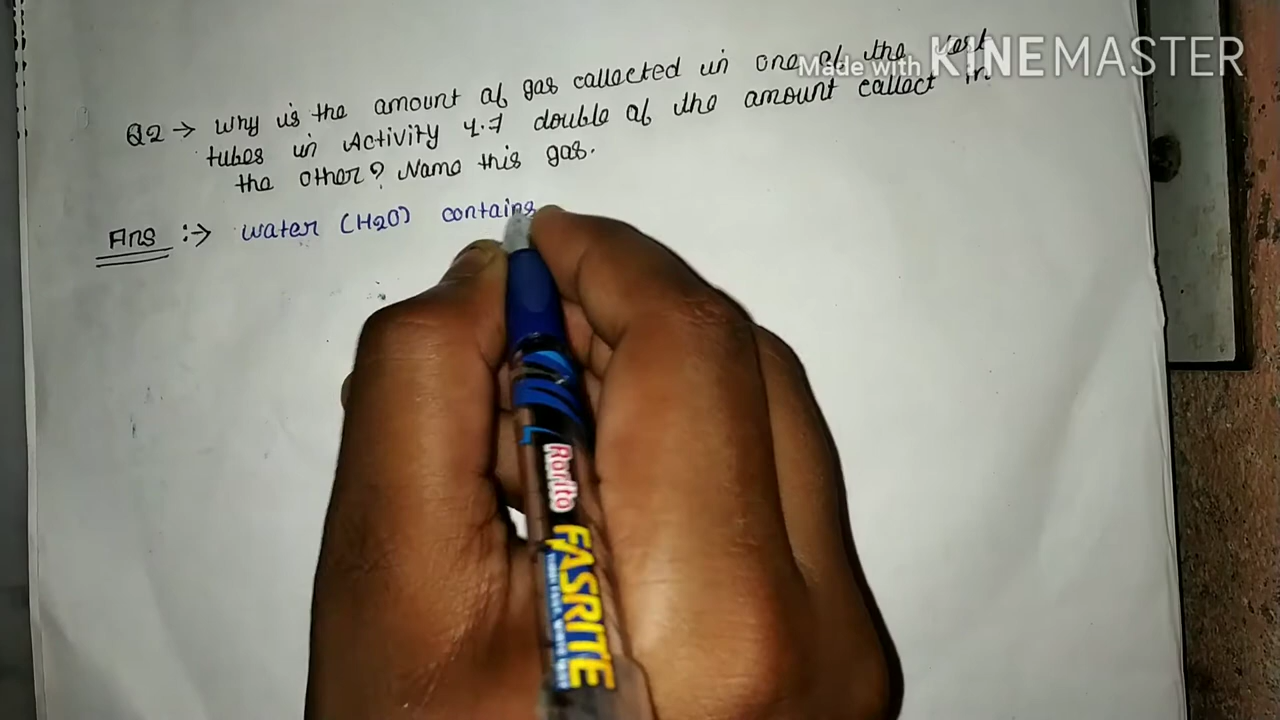 Made with KINEMASTER
Q2 → Why is the amount of gas collected in one of the test
tubes in Activity 4.7 double of the amount collect in
the other? Name this gas.
Ans :→ water (H2O) contains
Rorito
FASRITE